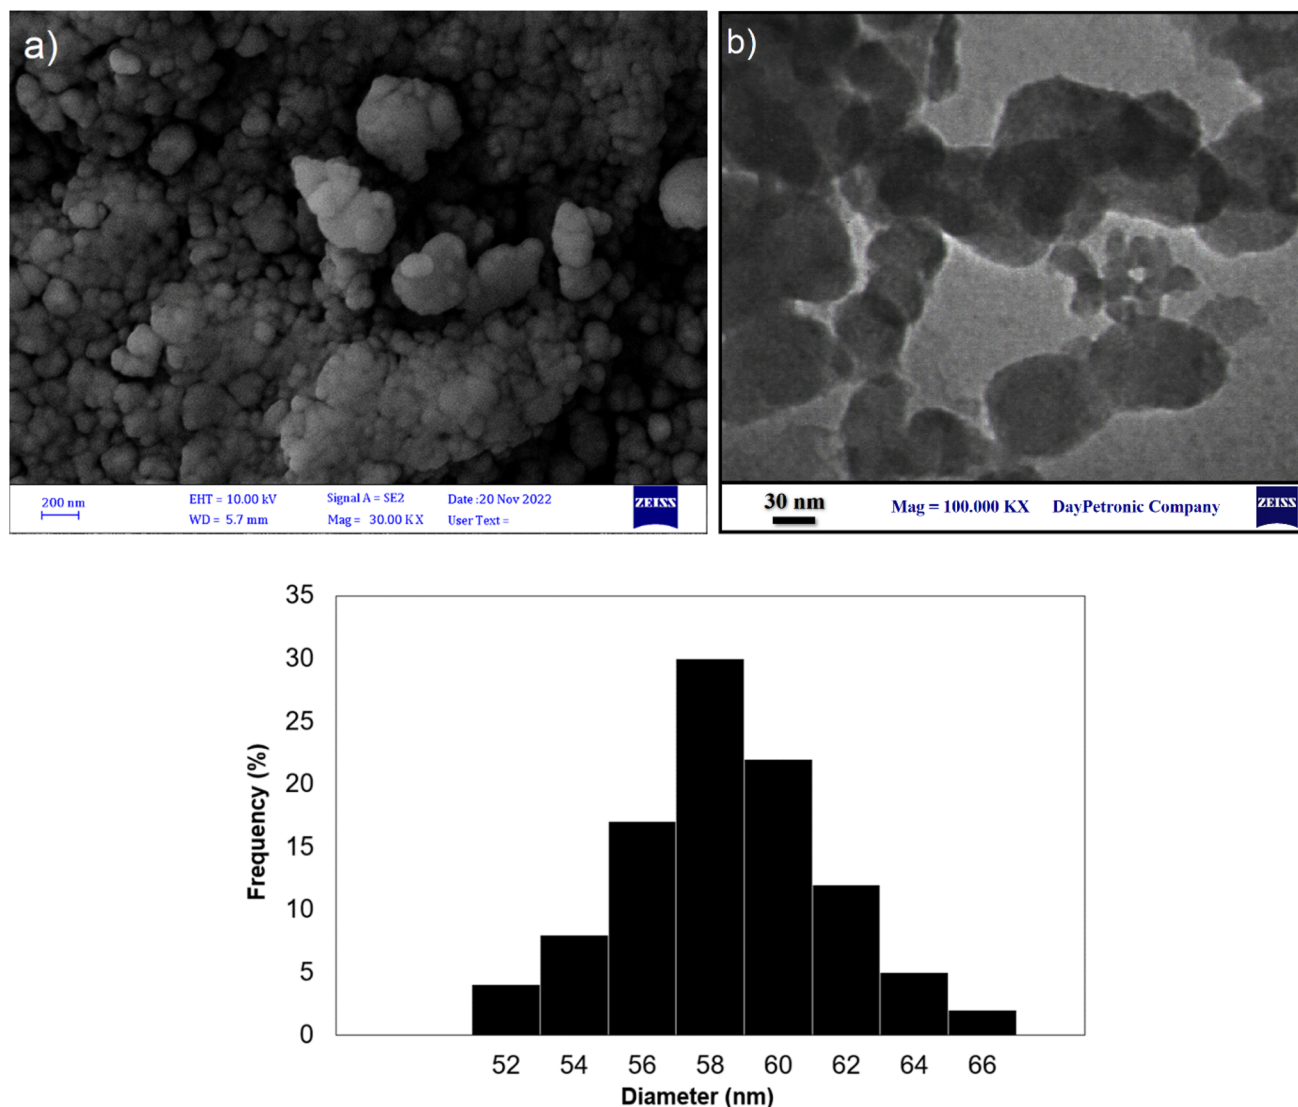 a)
200 nm
EHT = 10.00 kV
WD = 5.7 mm
Signal A = SE2
Mag = 30.00 KX
Date :20 Nov 2022
User Text =
ZEISS
b)
30 nm
Mag = 100.000 KX
DayPetronic Company
ZEISS
35
30
25
20
15
10
5
0
Frequency (%)
52 54 56 58 60 62 64 66
Diameter (nm)